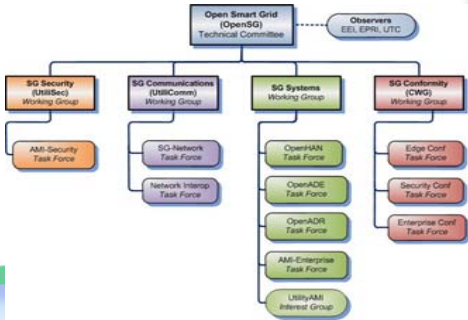 Open Smart Grid
(OpenSG)
Technical Committee
Observers
EEI, EPRI, UTC
SG Security
(UtiliSec)
Working Group
SG Communications
(UtiliComm)
Working Group
SG Systems
Working Group
SG Conformity
(CWG)
Working Group
AMI-Security
Task Force
SG-Network
Task Force
Network Interop
Task Force
OpenHAN
Task Force
OpenADE
Task Force
OpenADR
Task Force
AMI-Enterprise
Task Force
UtilityAMI
Interest Group
Edge Conf
Task Force
Security Conf
Task Force
Enterprise Conf
Task Force